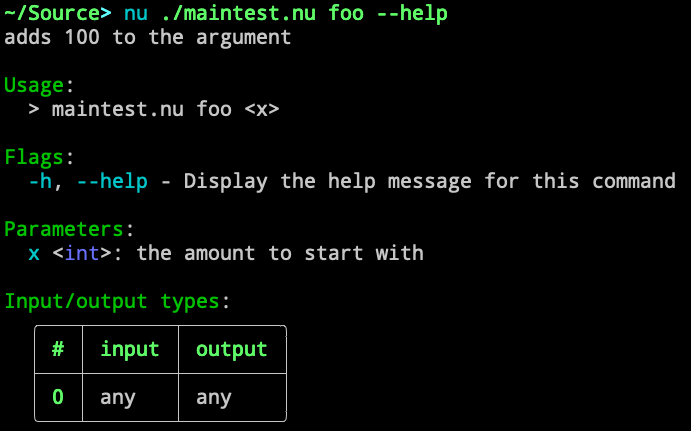 ~/Source> nu ./maintest.nu foo --help
adds 100 to the argument
Usage:
> maintest.nu foo <x>
Flags:
-h, --help - Display the help message for this command
Parameters:
x <int>: the amount to start with
Input/output types:
# input output
0 any any